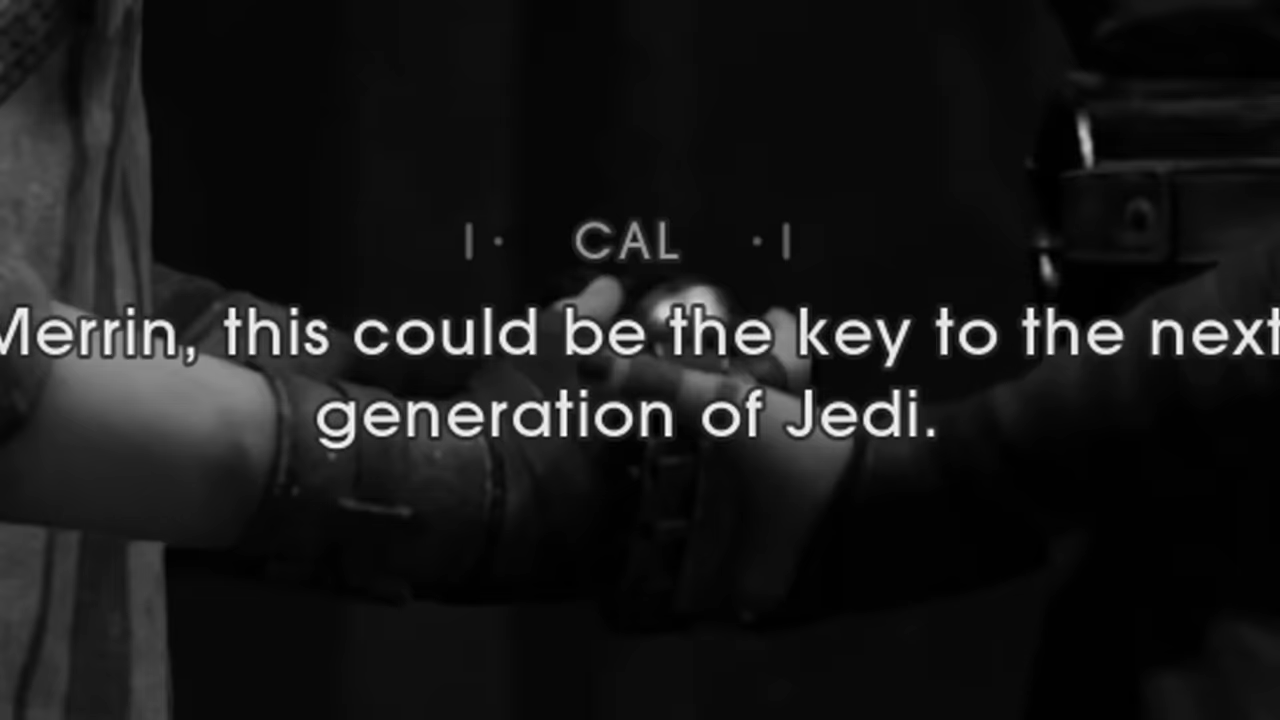 CAL
Merrin, this could be the key to the next
generation of Jedi.